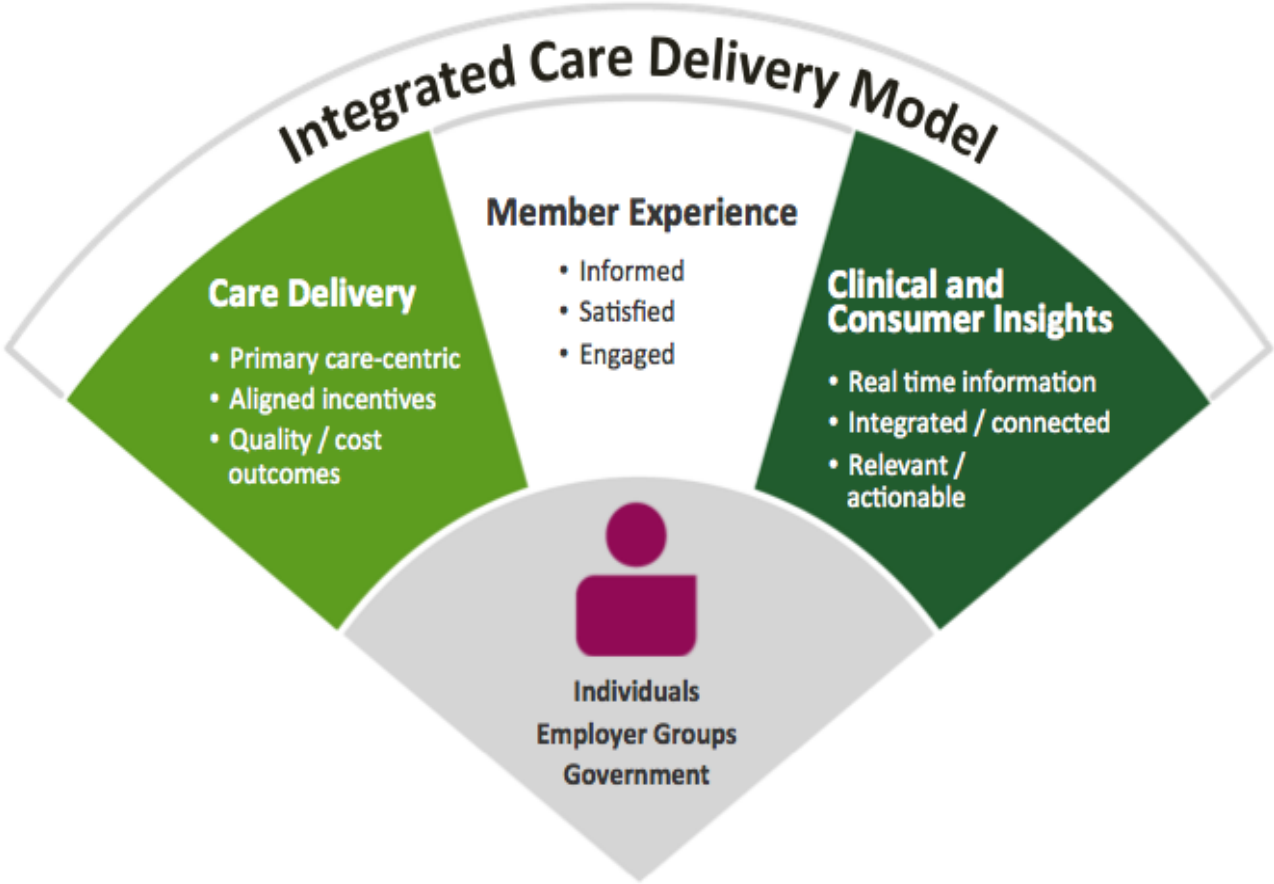 Integrated Care Delivery Model
Care Delivery
• Primary care-centric
• Aligned incentives
• Quality / cost
outcomes
Member Experience
• Informed
• Satisfied
• Engaged
Clinical and
Consumer Insights
• Real time information
• Integrated / connected
• Relevant /
actionable
Individuals
Employer Groups
Government